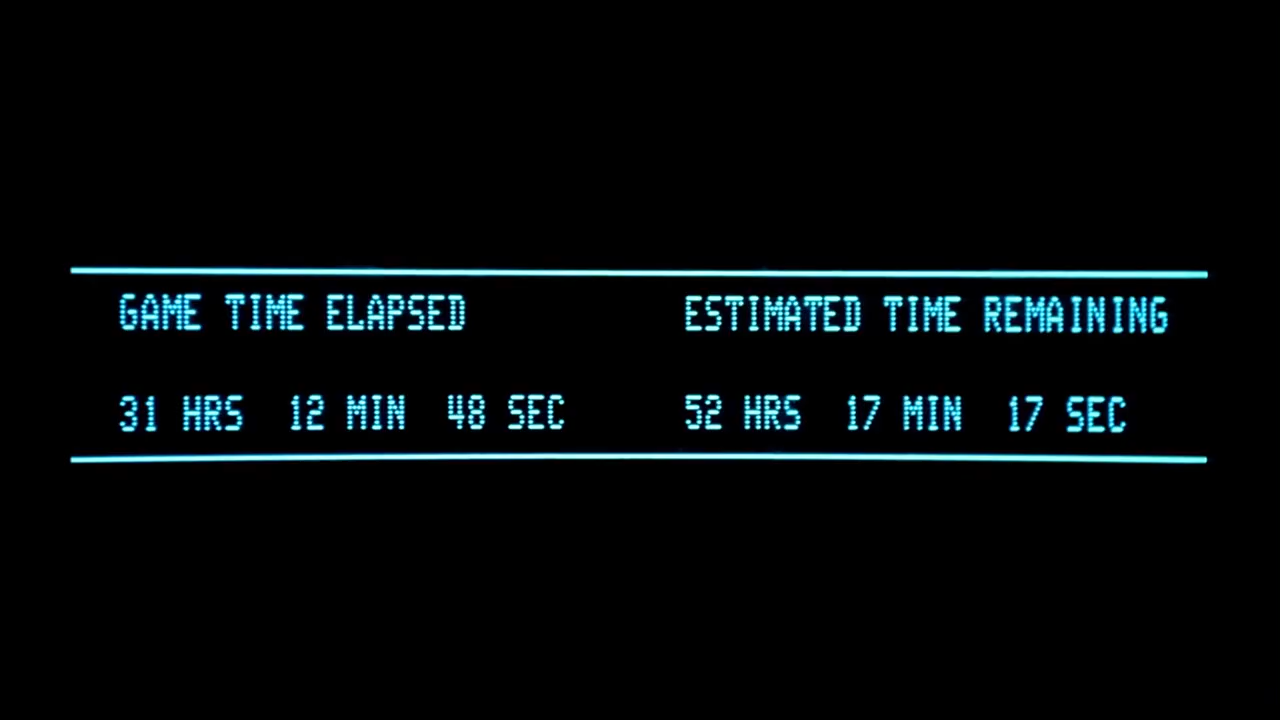 GAME TIME ELAPSED ESTIMATED TIME REMAINING
31 HRS 12 MIN 48 SEC 52 HRS 17 MIN 17 SEC